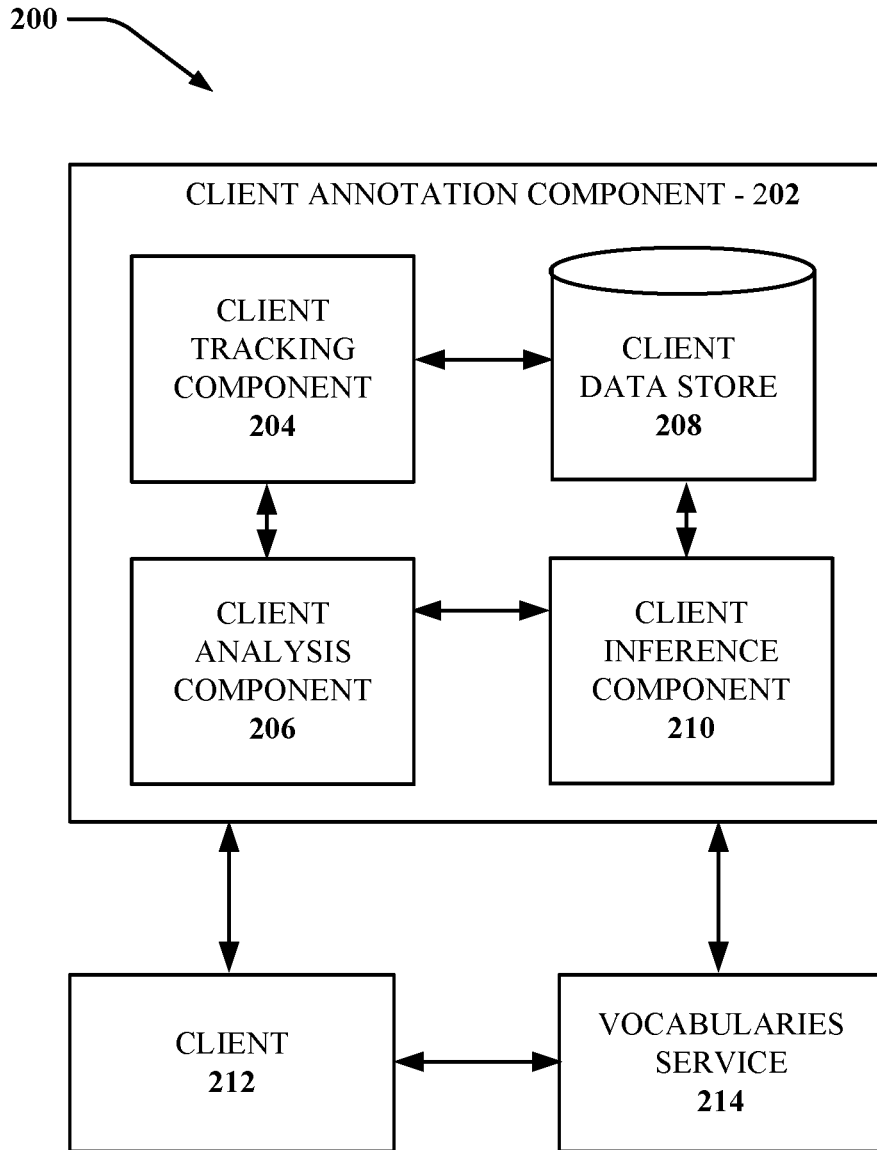 200
CLIENT ANNOTATION COMPONENT - 202
CLIENT
TRACKING
COMPONENT
204
CLIENT
DATA STORE
208
CLIENT
ANALYSIS
COMPONENT
206
CLIENT
INFERENCE
COMPONENT
210
CLIENT
212
VOCABULARIES
SERVICE
214